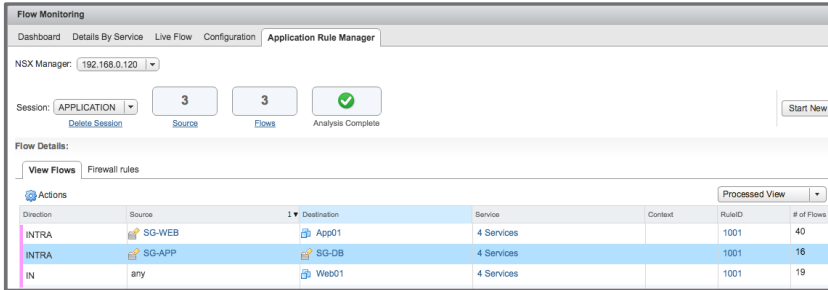 Flow Monitoring
Dashboard Details By Service Live Flow Configuration Application Rule Manager
NSX Manager: 192.168.0.120
Session: APPLICATION 3 3 Start New
Delete Session Source Flows Analysis Complete
Flow Details:
View Flows Firewall rules
Actions Processed View
Direction Source 1 Destination Service Context RuleID # of Flows
INTRA SG-WEB App01 4 Services 1001 40
INTRA SG-APP SG-DB 4 Services 1001 16
IN any Web01 4 Services 1001 19